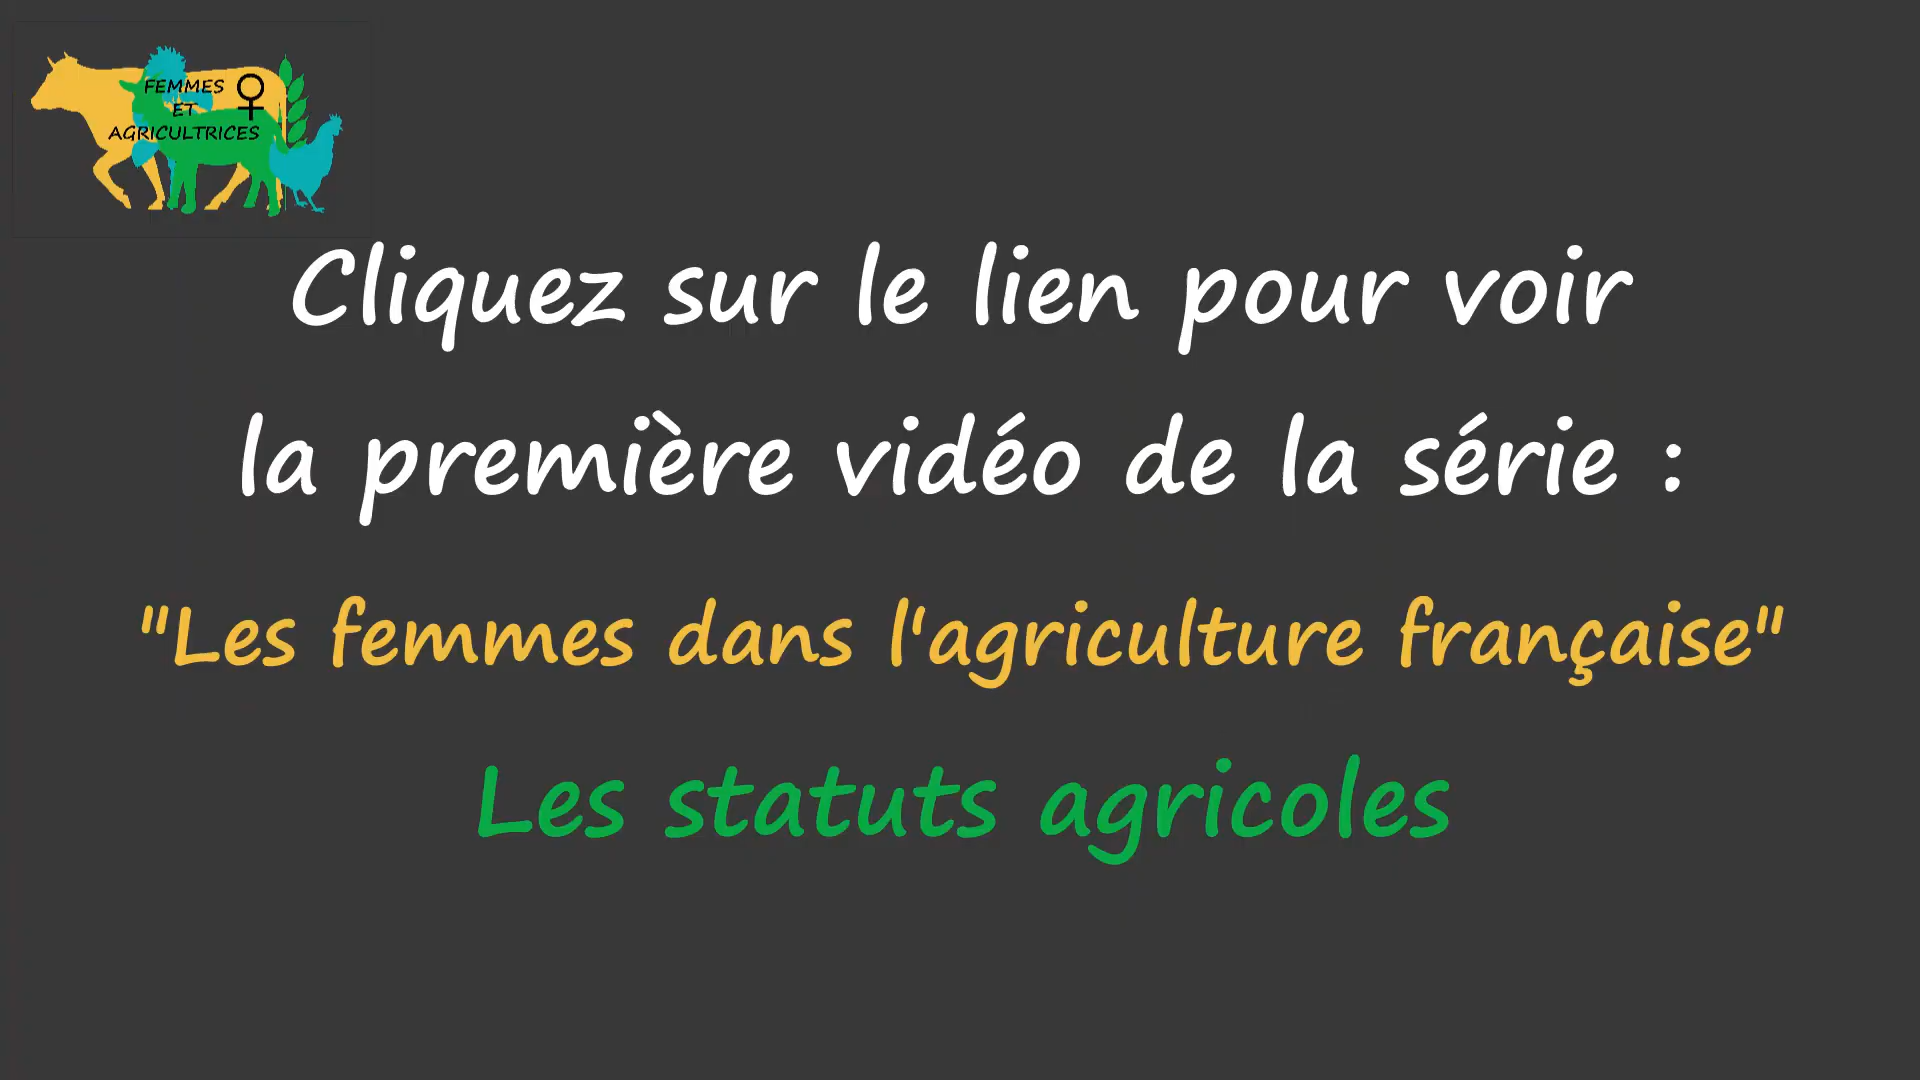 FEMMES
ET
AGRICULTRICES
Cliquez sur le lien pour voir
la première vidéo de la série :
"Les femmes dans l'agriculture française"
Les statuts agricoles